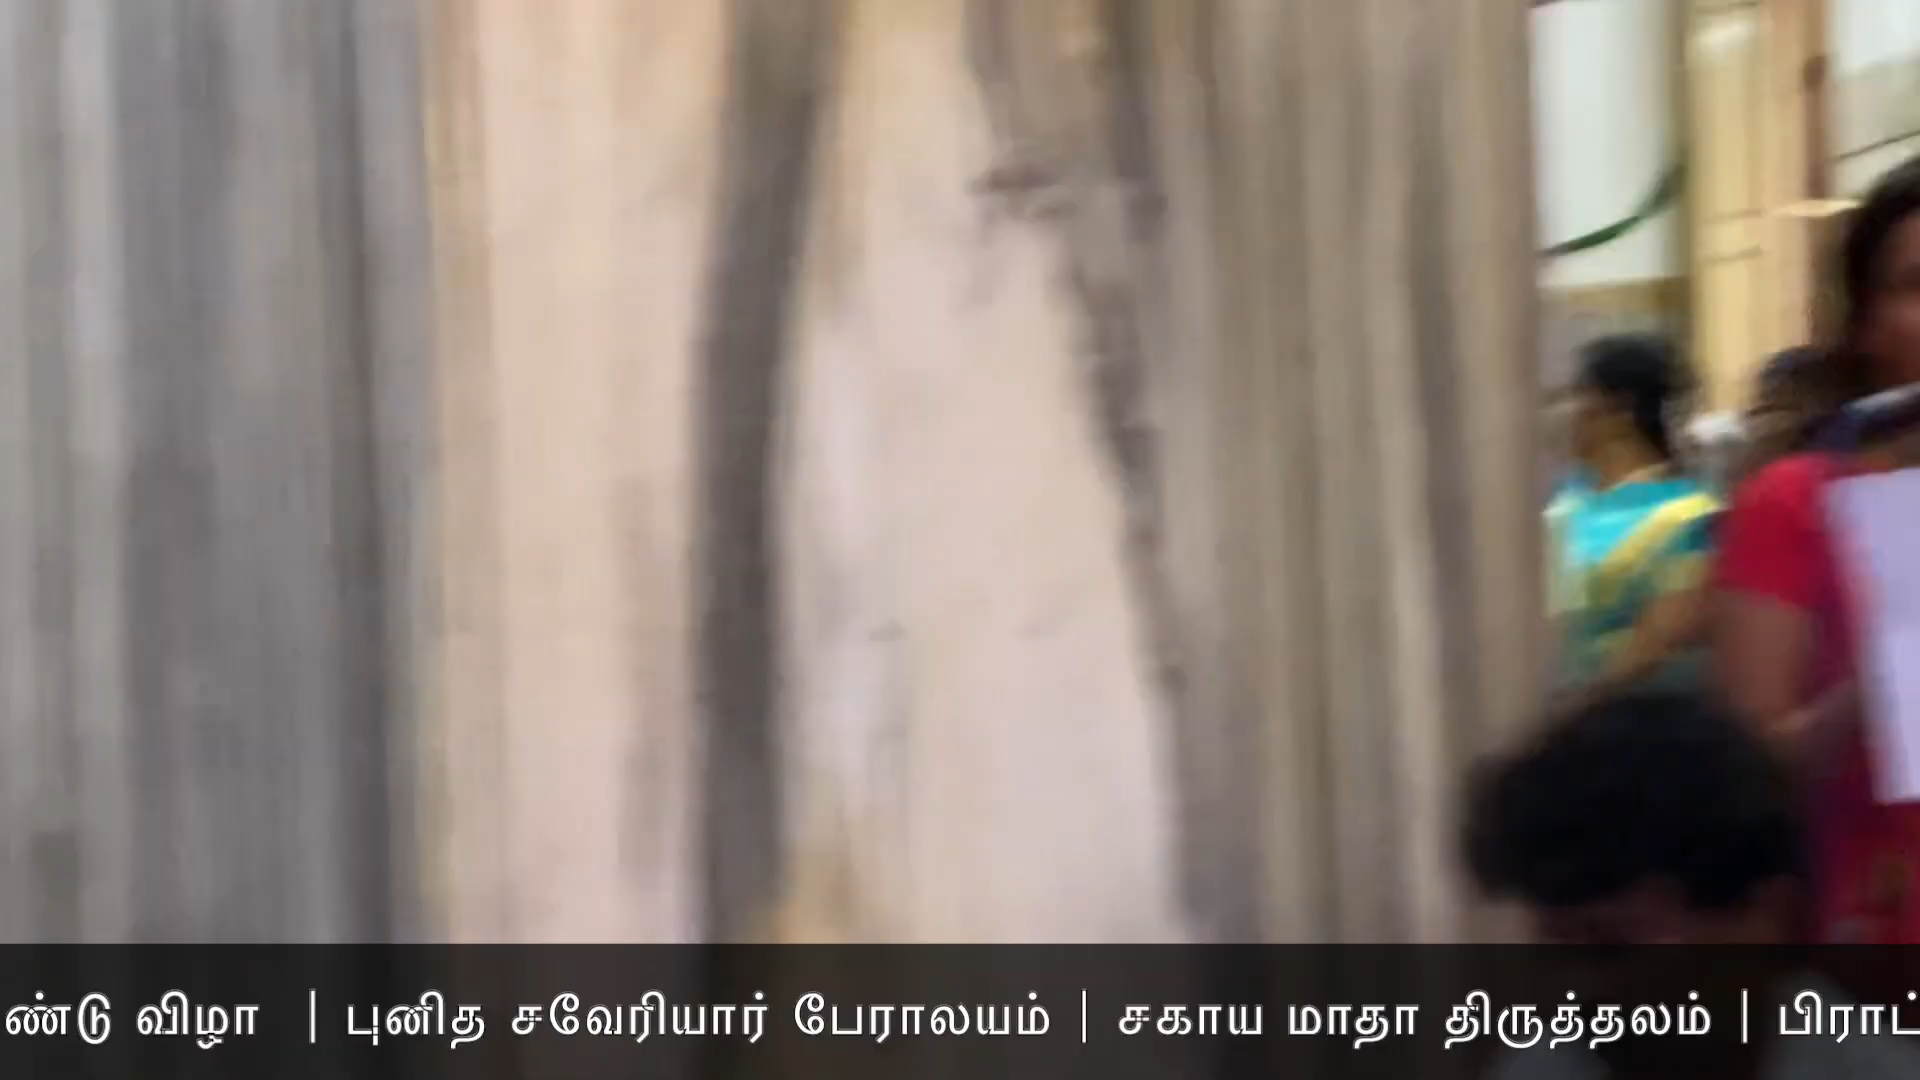 ண்டு விழா | புனித சவேரியார் பேராலயம் | சகாய மாதா திருத்தலம் | பிராட்